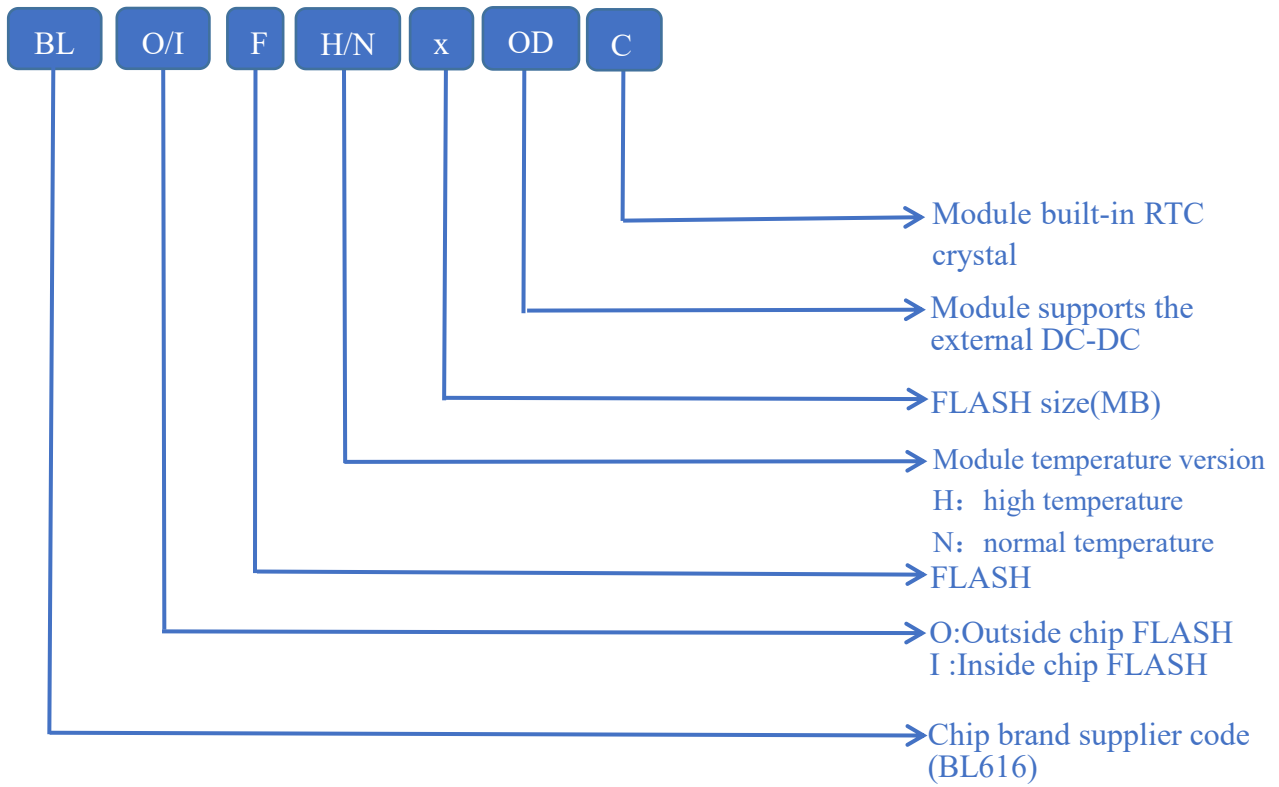 BL O/I F H/N x OD C
Module built-in RTC
crystal
Module supports the
external DC-DC
FLASH size(MB)
Module temperature version
H： high temperature
N： normal temperature
FLASH
O:Outside chip FLASH
I :Inside chip FLASH
Chip brand supplier code
(BL616)